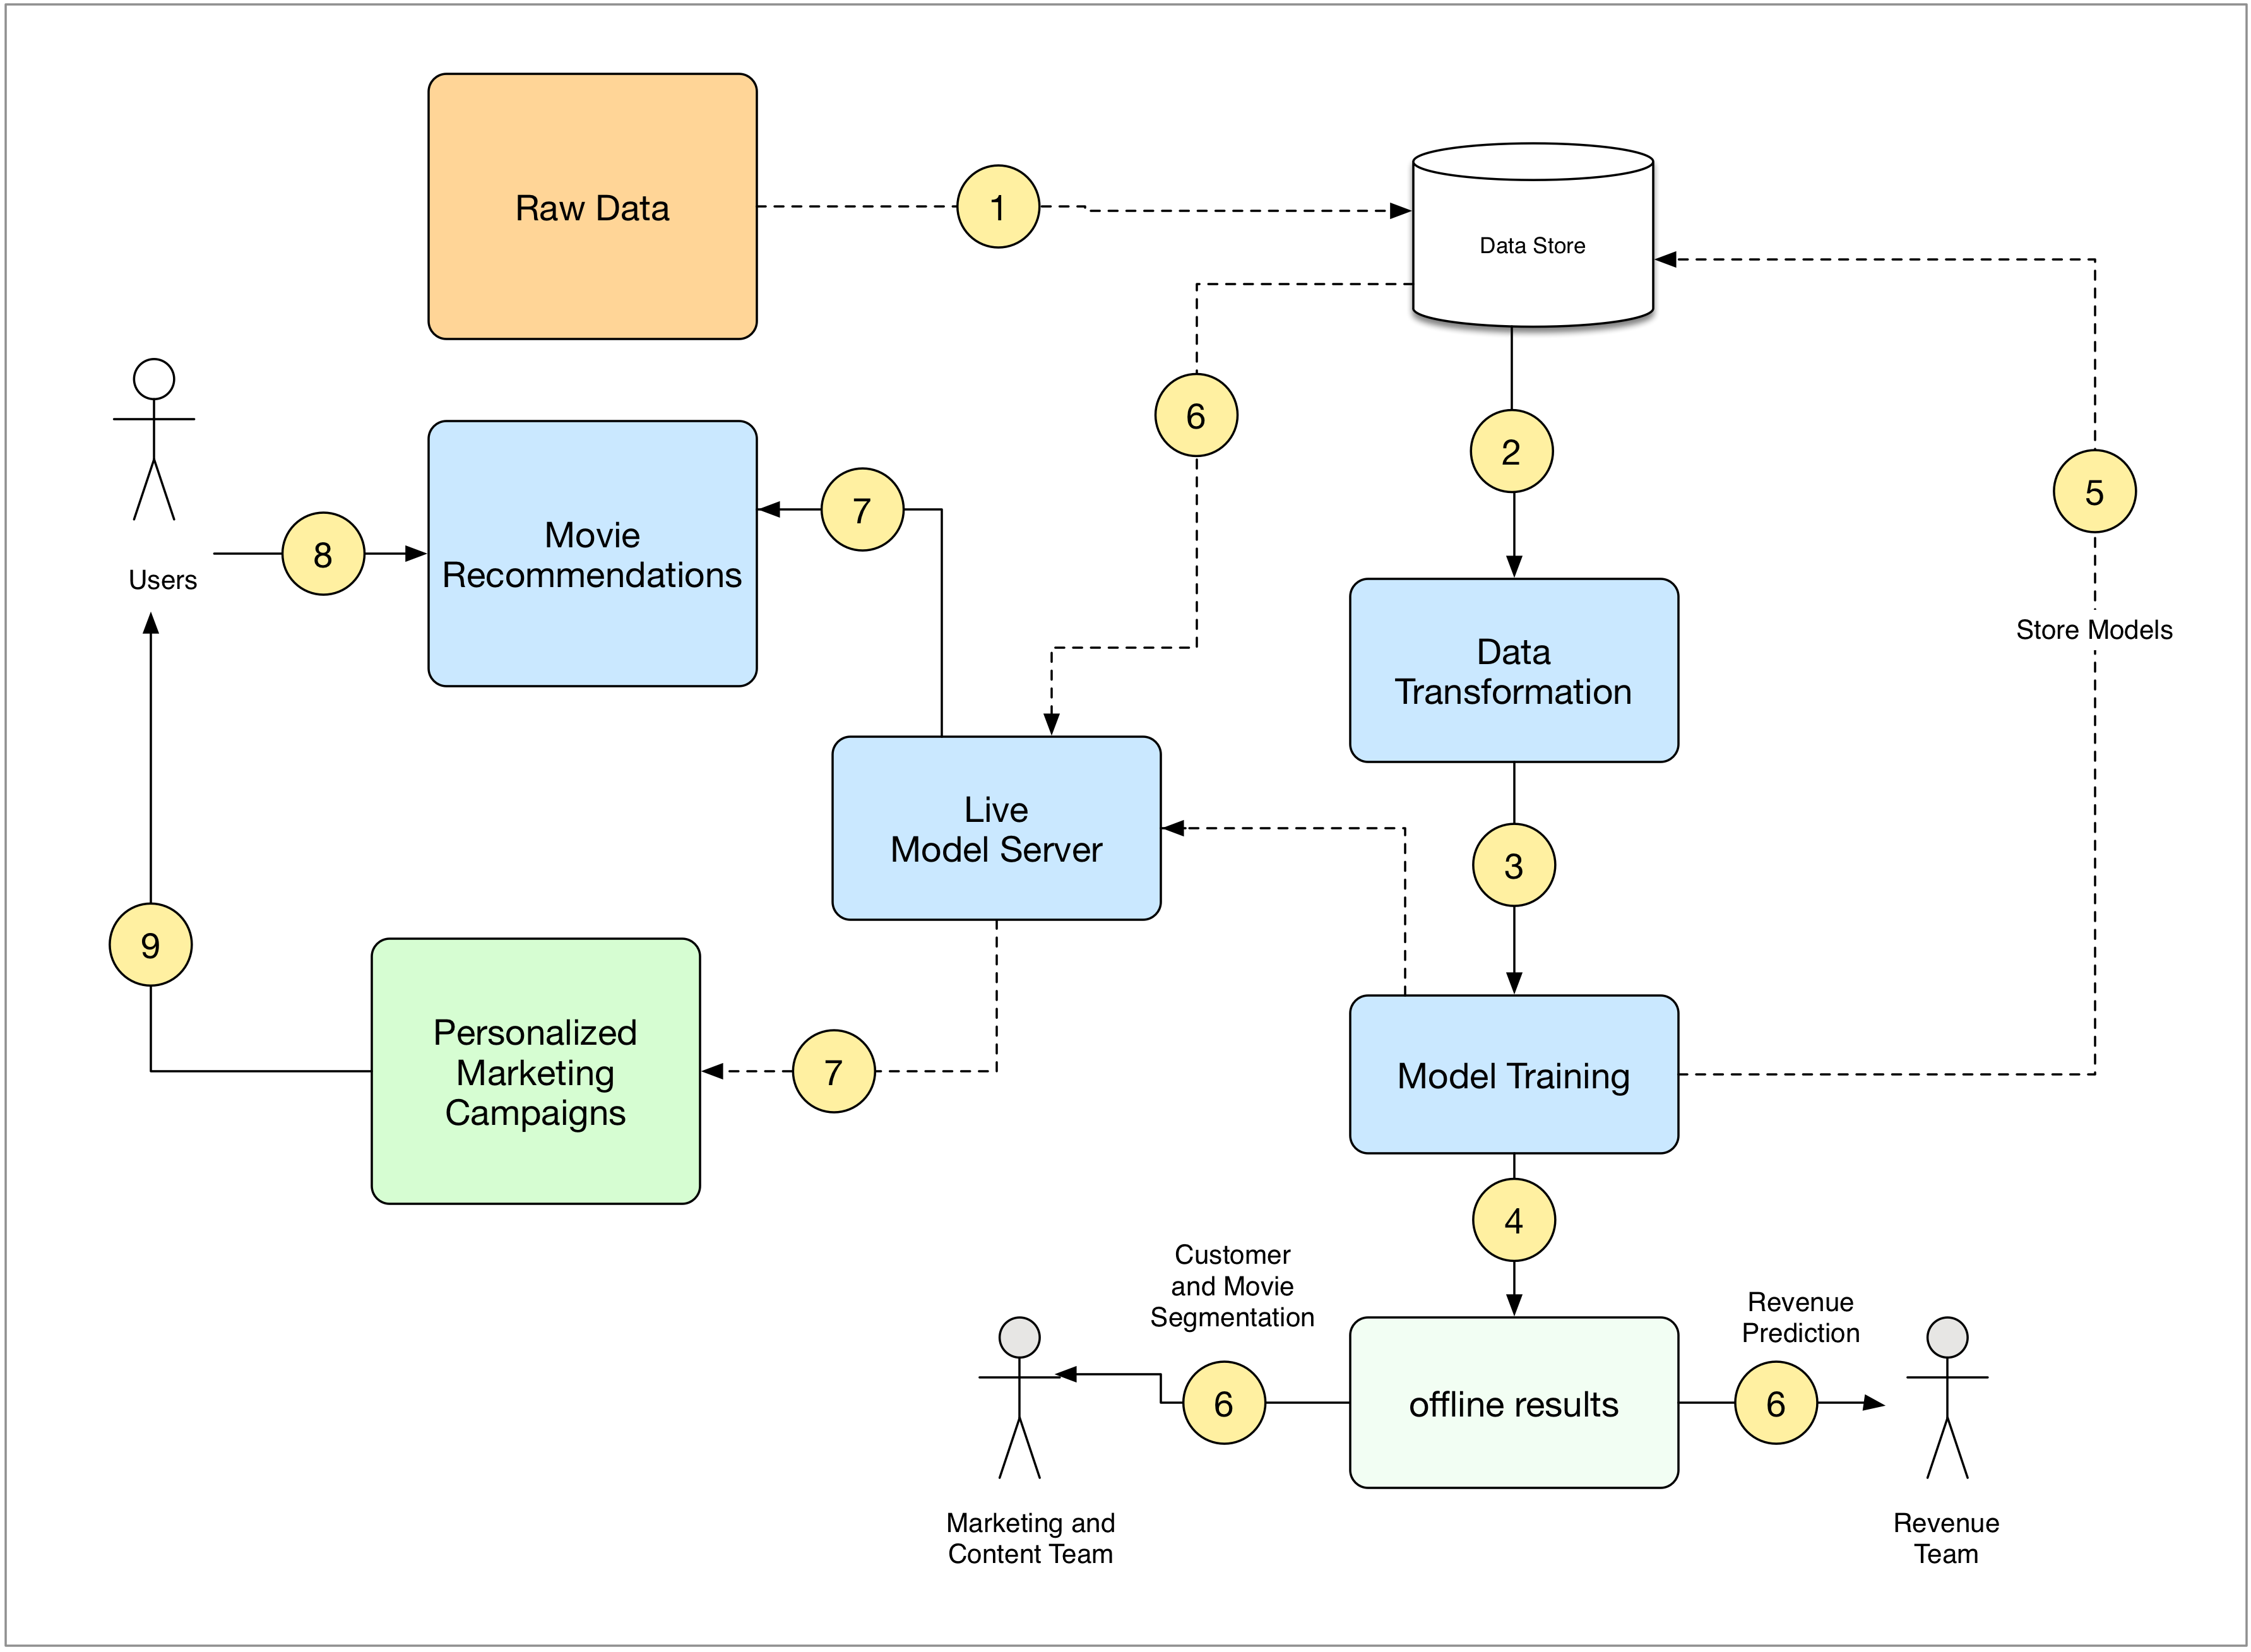 Raw Data
1
Data Store
6
2
5
Users
8
Movie
Recommendations
7
Data
Transformation
Store Models
Live
Model Server
3
9
Personalized
Marketing
Campaigns
7
Model Training
4
Customer
and Movie
Segmentation
Revenue
Prediction
6
offline results
6
Marketing and
Content Team
Revenue
Team